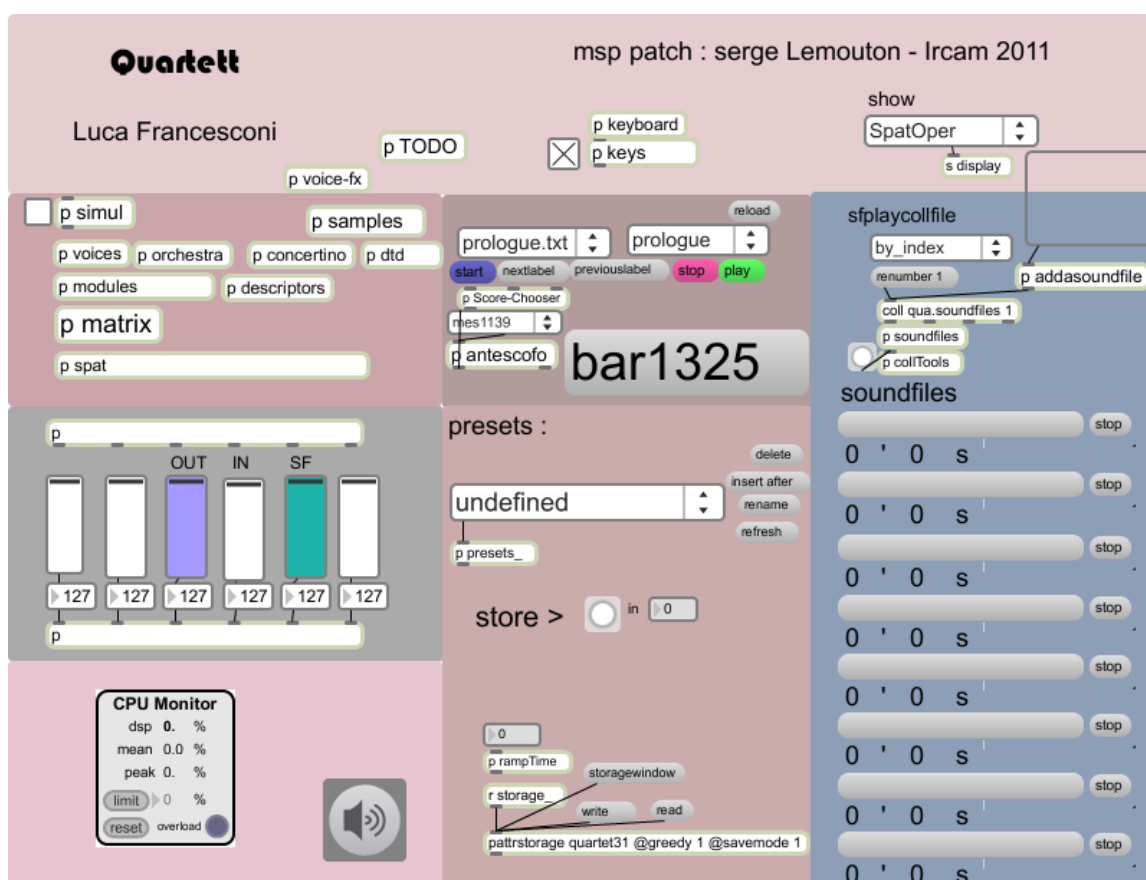 Quartett
msp patch : serge Lemouton - Ircam 2011
Luca Francesconi
p TODO
p keyboard
p keys
show
SpatOper
s display
p voice-fx
p simul
p samples
p voices
p orchestra
p concertino
p dtd
p modules
p descriptors
p matrix
p spat
reload
prologue.txt
prologue
start
nextlabel
previouslabel
stop
play
p Score-Chooser
mes1139
p antescofo
bar1325
sfplaycollfile
by_index
renumber 1
p addasoundfile
coll qua.soundfiles 1
p soundfiles
p collTools
soundfiles
p
OUT
IN
SF
127
127
127
127
127
127
p
presets :
delete
undefined
insert after
rename
refresh
p presets_
store >
in
0
stop
0 ' 0 s
stop
0 ' 0 s
stop
0 ' 0 s
stop
0 ' 0 s
stop
0 ' 0 s
stop
0 ' 0 s
stop
0 ' 0 s
stop
0 ' 0 s
CPU Monitor
dsp 0. %
mean 0.0 %
peak 0. %
limit 0 %
reset overload
0
p rampTime
storagewindow
r storage_
write
read
pattrstorage quartet31 @greedy 1 @savemode 1